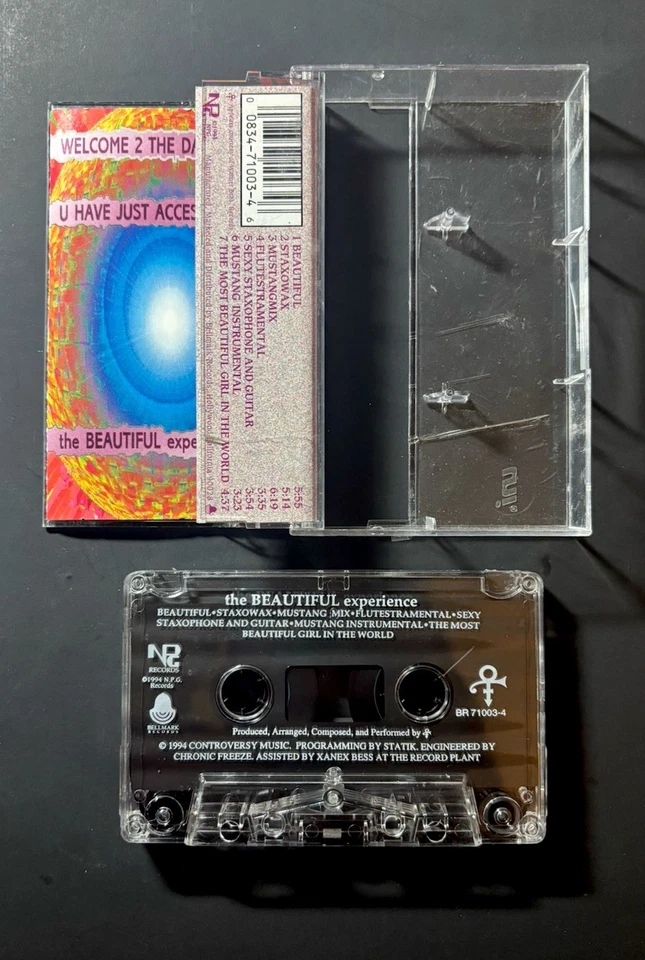 WELCOME 2 THE DA
U HAVE JUST ACCES
the BEAUTIFUL expe
NPG
©1994
NPG
0 0834-71003-4 6
1 BEAUTIFUL 5:55
2 STAXOWAX 5:14
3 MUSTANGMIX 6:19
4 FLUTESTRAMENTAL 5:35
5 SEXY STAXOPHONE AND GUITAR 3:54
6 MUSTANG INSTRUMENTAL 3:23
7 THE MOST BEAUTIFUL GIRL IN THE WORLD 4:37
the BEAUTIFUL experience
BEAUTIFUL•STAXOWAX•MUSTANG MIX•FLUTESTRAMENTAL•SEXY
STAXOPHONE AND GUITAR•MUSTANG INSTRUMENTAL•THE MOST
BEAUTIFUL GIRL IN THE WORLD
NPG
RECORDS
©1994 N.P.G.
Records
BELLMARK
RECORDS
BR 71003-4
Produced, Arranged, Composed, and Performed by
© 1994 CONTROVERSY MUSIC. PROGRAMMING BY STATIK. ENGINEERED BY
CHRONIC FREEZE. ASSISTED BY XANEX BESS AT THE RECORD PLANT